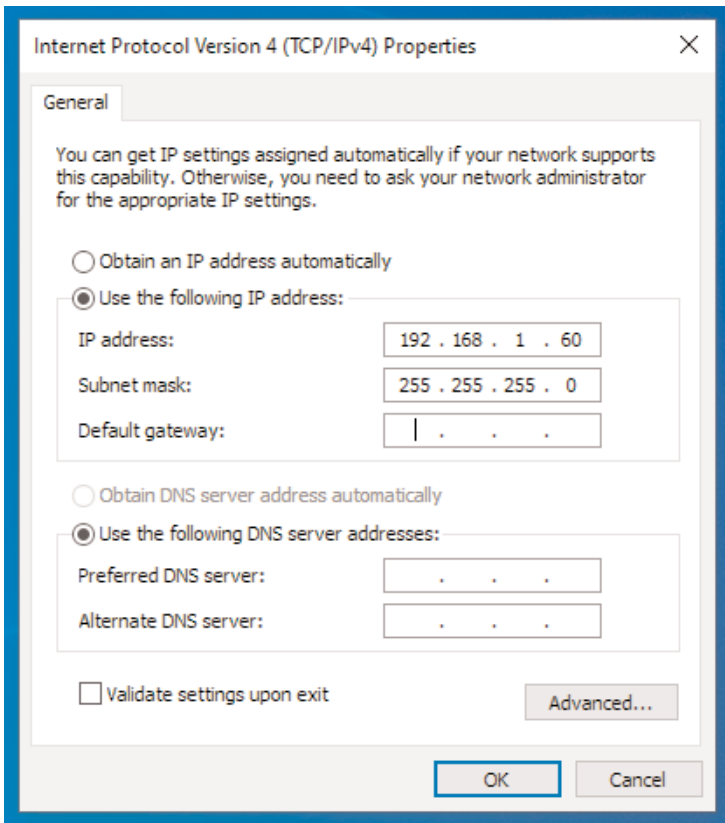 Internet Protocol Version 4 (TCP/IPv4) Properties
General
You can get IP settings assigned automatically if your network supports
this capability. Otherwise, you need to ask your network administrator
for the appropriate IP settings.
Obtain an IP address automatically
Use the following IP address:
IP address: 192 . 168 . 1 . 60
Subnet mask: 255 . 255 . 255 . 0
Default gateway: . . .
Obtain DNS server address automatically
Use the following DNS server addresses:
Preferred DNS server: . . .
Alternate DNS server: . . .
Validate settings upon exit
Advanced...
OK Cancel